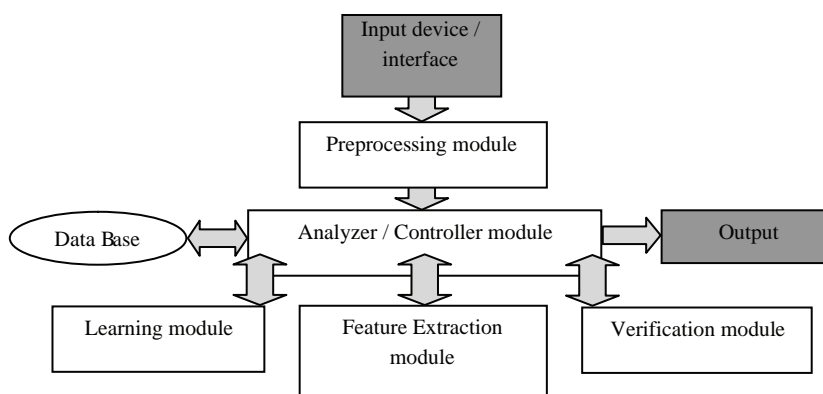 Input device /
interface
Preprocessing module
Data Base
Analyzer / Controller module
Output
Learning module
Feature Extraction
module
Verification module